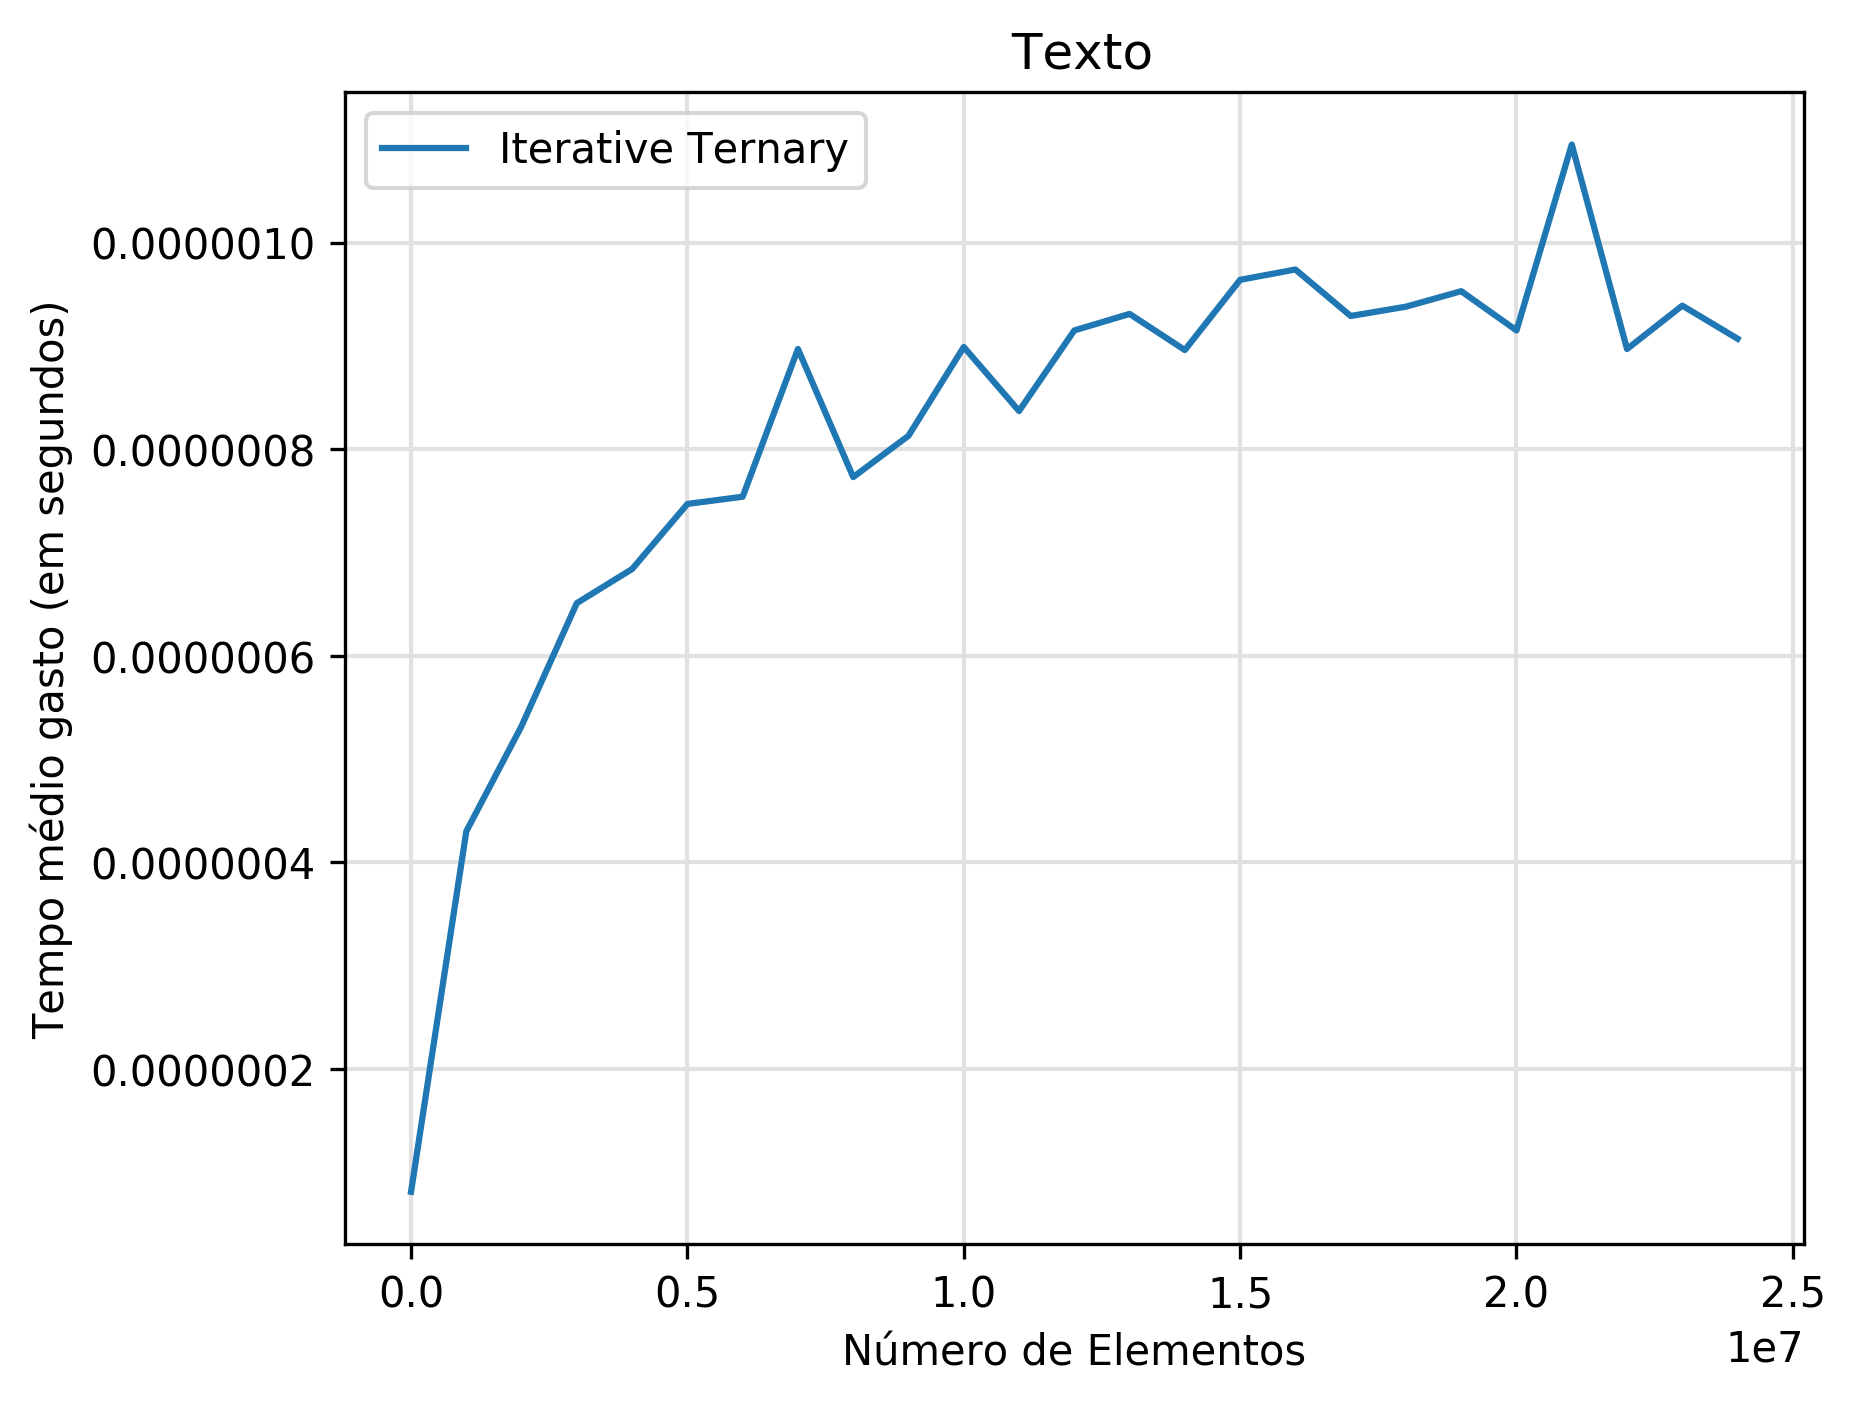 Texto
Iterative Ternary
0.0000010
0.0000008
0.0000006
0.0000004
0.0000002
Tempo médio gasto (em segundos)
0.0 0.5 1.0 1.5 2.0 2.5
1e7
Número de Elementos